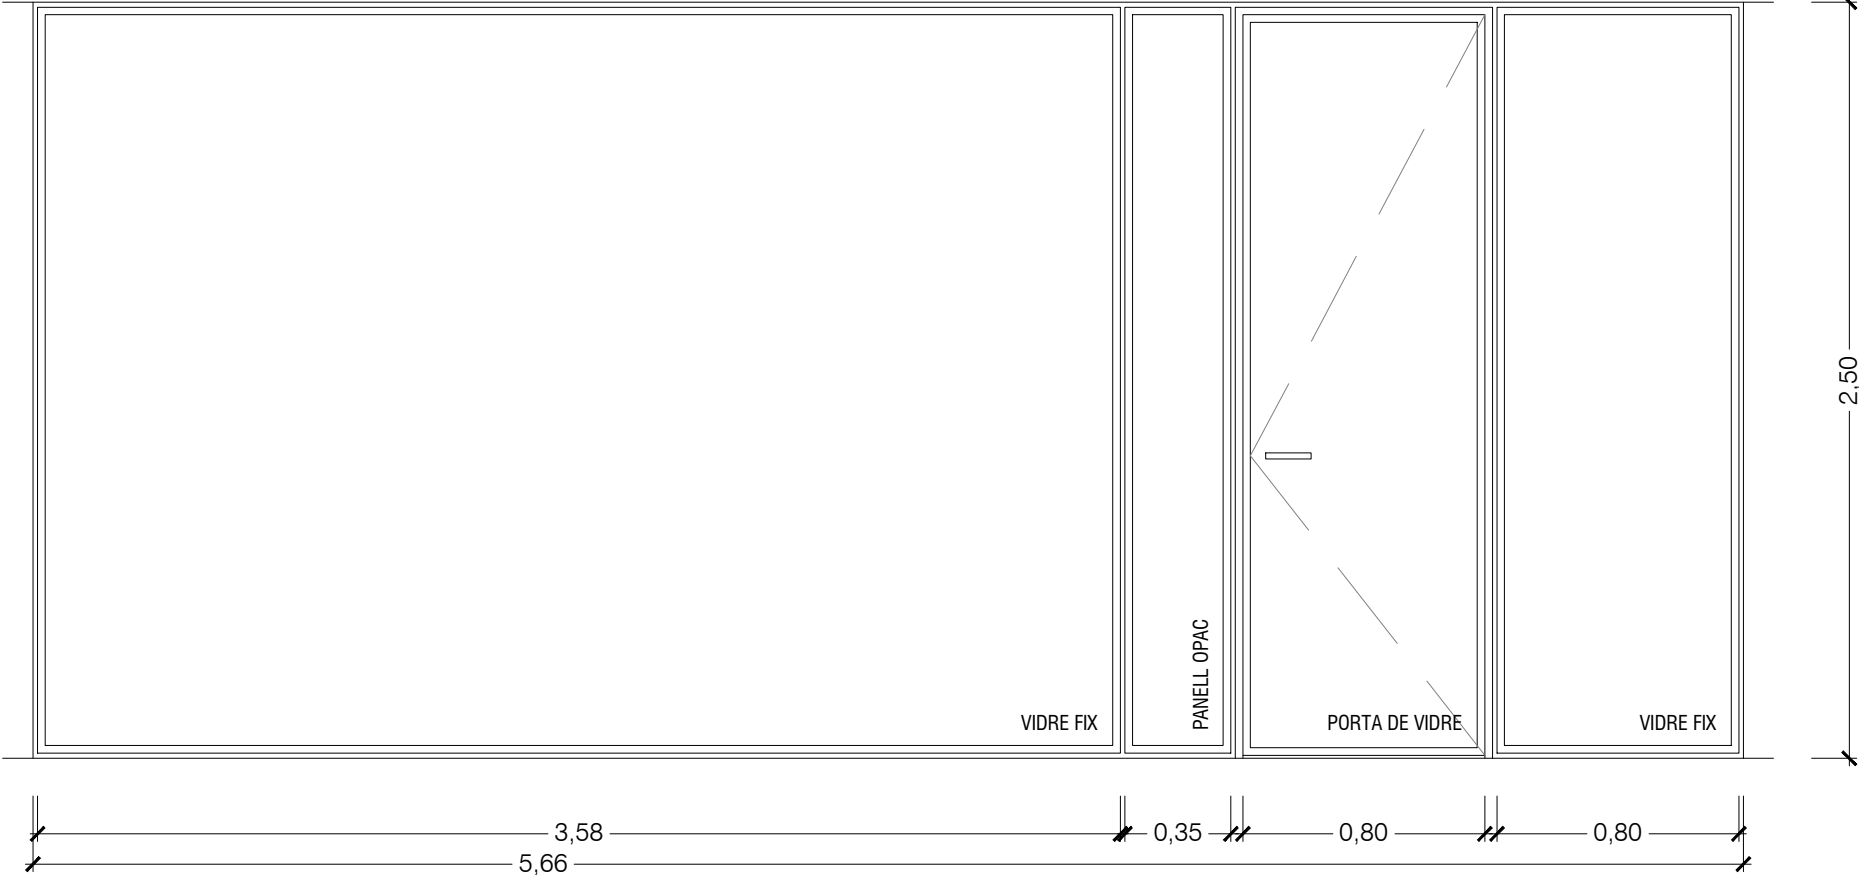 2,50
PANELL OPAC
VIDRE FIX
PORTA DE VIDRE
VIDRE FIX
3,58
0,35
0,80
0,80
5,66